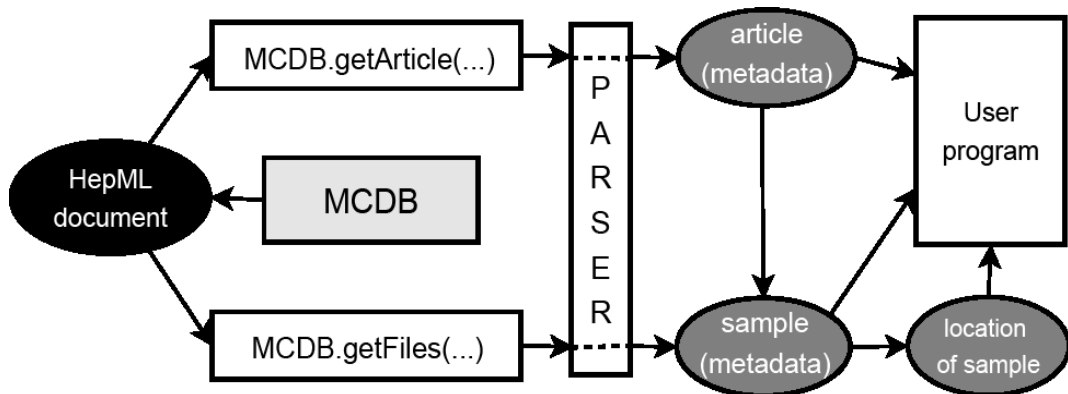 MCDB.getArticle(...)
HepML
document
MCDB
MCDB.getFiles(...)
P
A
R
S
E
R
article
(metadata)
sample
(metadata)
User
program
location
of sample